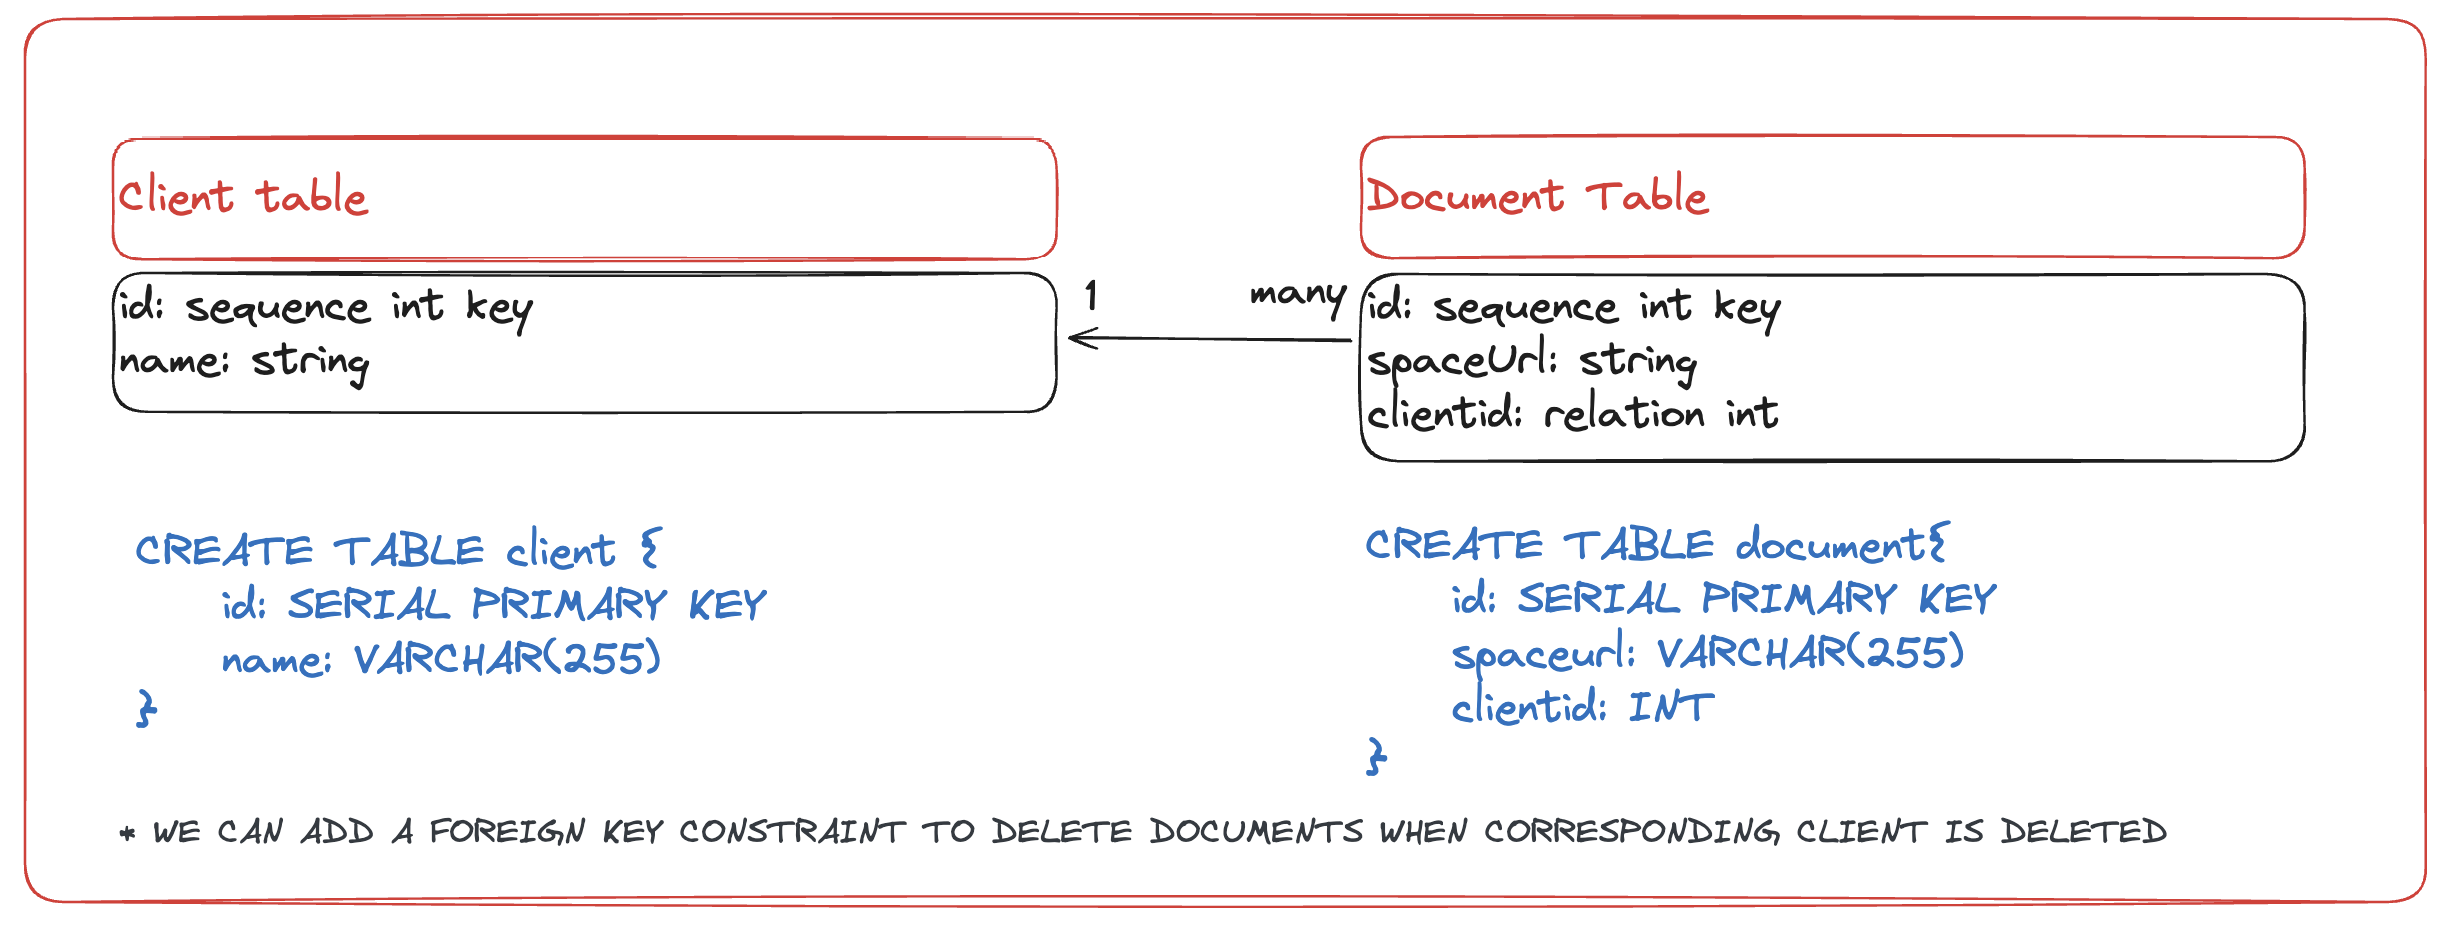 Client table
id: sequence int key
name: string
1
many
Document Table
id: sequence int key
spaceUrl: string
clientid: relation int
CREATE TABLE client {
id: SERIAL PRIMARY KEY
name: VARCHAR(255)
}
CREATE TABLE document{
id: SERIAL PRIMARY KEY
spaceurl: VARCHAR(255)
clientid: INT
}
* WE CAN ADD A FOREIGN KEY CONSTRAINT TO DELETE DOCUMENTS WHEN CORRESPONDING CLIENT IS DELETED